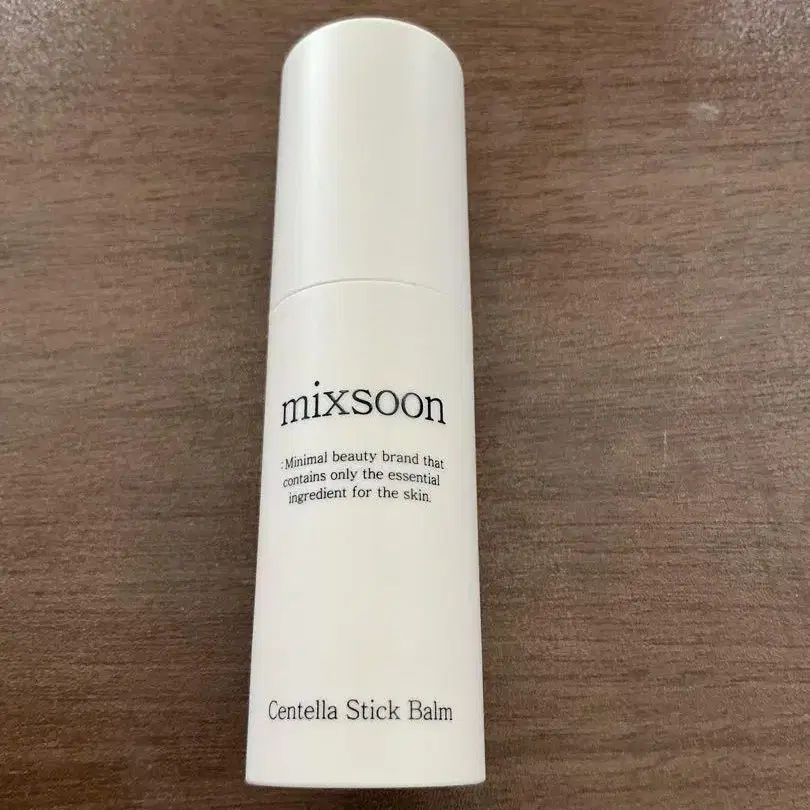 mixsoon
:Minimal beauty brand that
contains only the essential
ingredient for the skin.
Centella Stick Balm